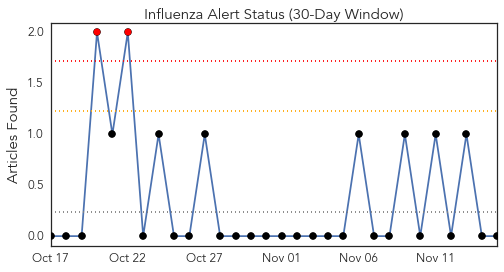 Influenza Alert Status (30-Day Window)
Articles Found
2.0
1.5
1.0
0.5
0.0
Oct 17 Oct 22 Oct 27 Nov 01 Nov 06 Nov 11